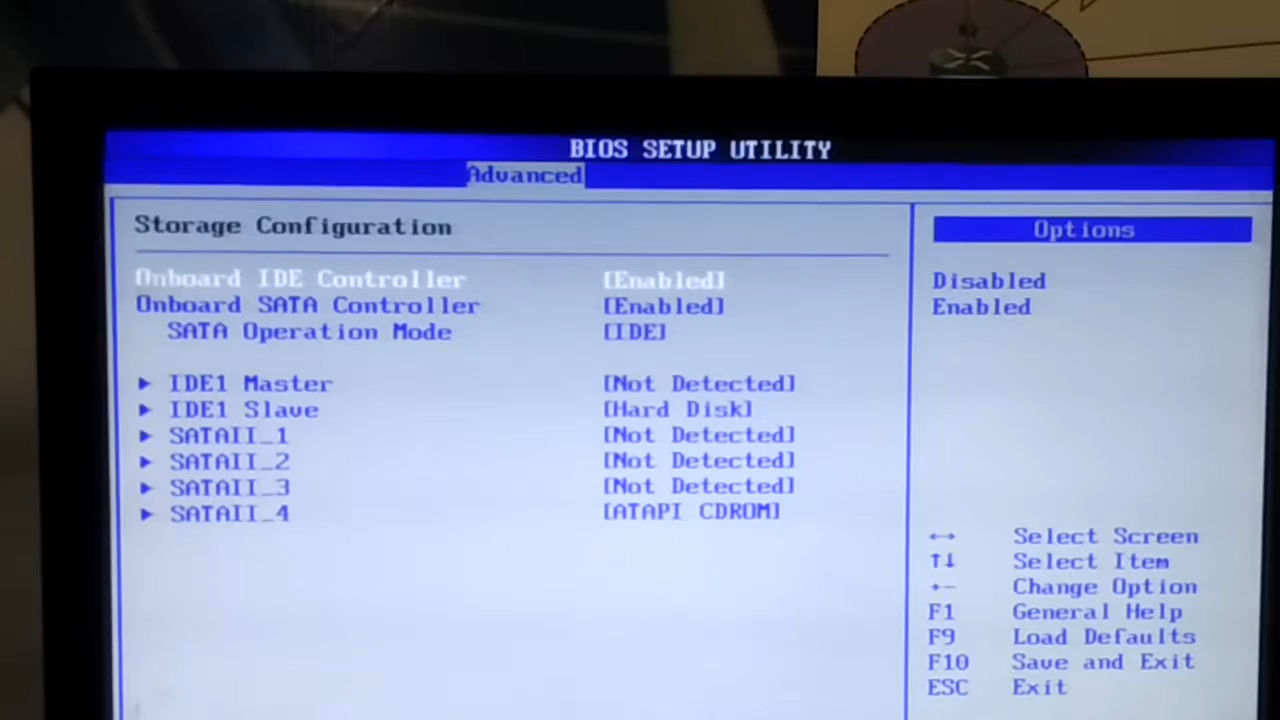 BIOS SETUP UTILITY
Advanced
Storage Configuration
Onboard IDE Controller [Enabled]
Onboard SATA Controller [Enabled]
SATA Operation Mode [IDE]
► IDE1 Master [Not Detected]
► IDE1 Slave [Hard Disk]
► SATAII_1 [Not Detected]
► SATAII_2 [Not Detected]
► SATAII_3 [Not Detected]
► SATAII_4 [ATAPI CDROM]
Options
Disabled
Enabled
↔ Select Screen
↑↓ Select Item
+- Change Option
F1 General Help
F9 Load Defaults
F10 Save and Exit
ESC Exit